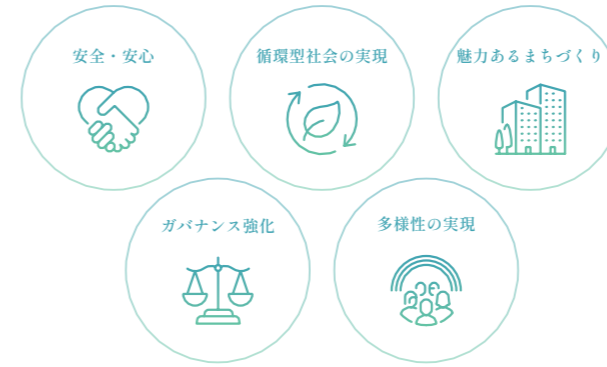 安全・安心
循環型社会の実現
魅力あるまちづくり
ガバナンス強化
多様性の実現